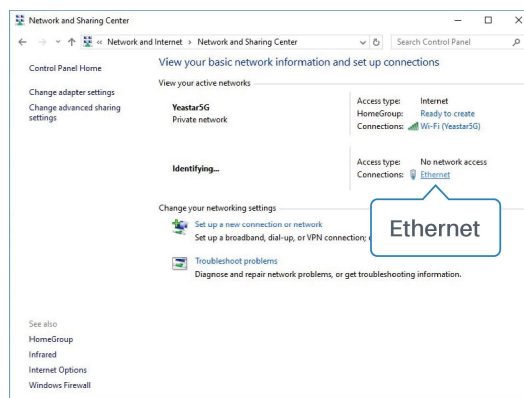 Network and Sharing Center
« Network and Internet › Network and Sharing Center
Search Control Panel
Control Panel Home
Change adapter settings
Change advanced sharing
settings
View your basic network information and set up connections
View your active networks
Yeastar5G
Private network
Access type: Internet
HomeGroup: Ready to create
Connections: Wi-Fi (Yeastar5G)
Identifying...
Access type: No network access
Connections: Ethernet
Ethernet
Change your networking settings
Set up a new connection or network
Set up a broadband, dial-up, or VPN connection;
Troubleshoot problems
Diagnose and repair network problems, or get troubleshooting information.
See also
HomeGroup
Infrared
Internet Options
Windows Firewall